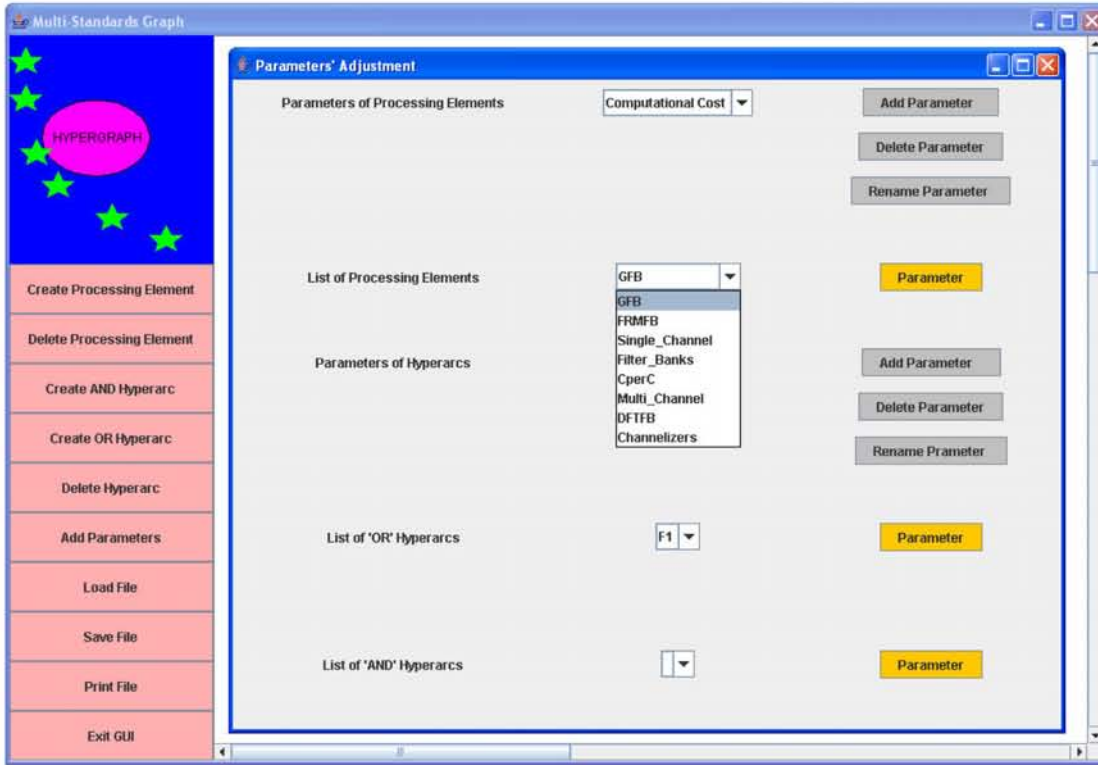 Multi-Standards Graph
HYPERGRAPH
Create Processing Element
Delete Processing Element
Create AND Hyperarc
Create OR Hyperarc
Delete Hyperarc
Add Parameters
Load File
Save File
Print File
Exit GUI
Parameters' Adjustment
Parameters of Processing Elements Computational Cost Add Parameter
Delete Parameter
Rename Parameter
List of Processing Elements GFB Parameter
GFB
FRMFB
Single_Channel
Filter_Banks
CperC
Multi_Channel
DFTFB
Channelizers
Parameters of Hyperarcs Add Parameter
Delete Parameter
Rename Prameter
List of 'OR' Hyperarcs F1 Parameter
List of 'AND' Hyperarcs Parameter